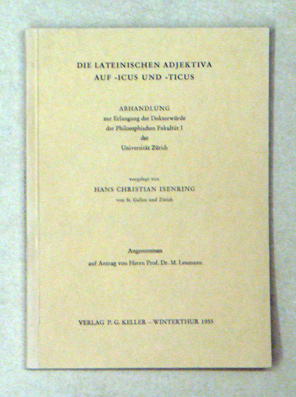 DIE LATEINISCHEN ADJEKTIVA
AUF -ICUS UND -TICUS
ABHANDLUNG
zur Erlangung der Doktorwürde
der Philosophischen Fakultät I
der
Universität Zürich
vorgelegt von
HANS CHRISTIAN ISENRING
von St. Gallen und Zürich
Angenommen
auf Antrag von Herrn Prof. Dr. M. Leumann
VERLAG P. G. KELLER – WINTERTHUR 1955